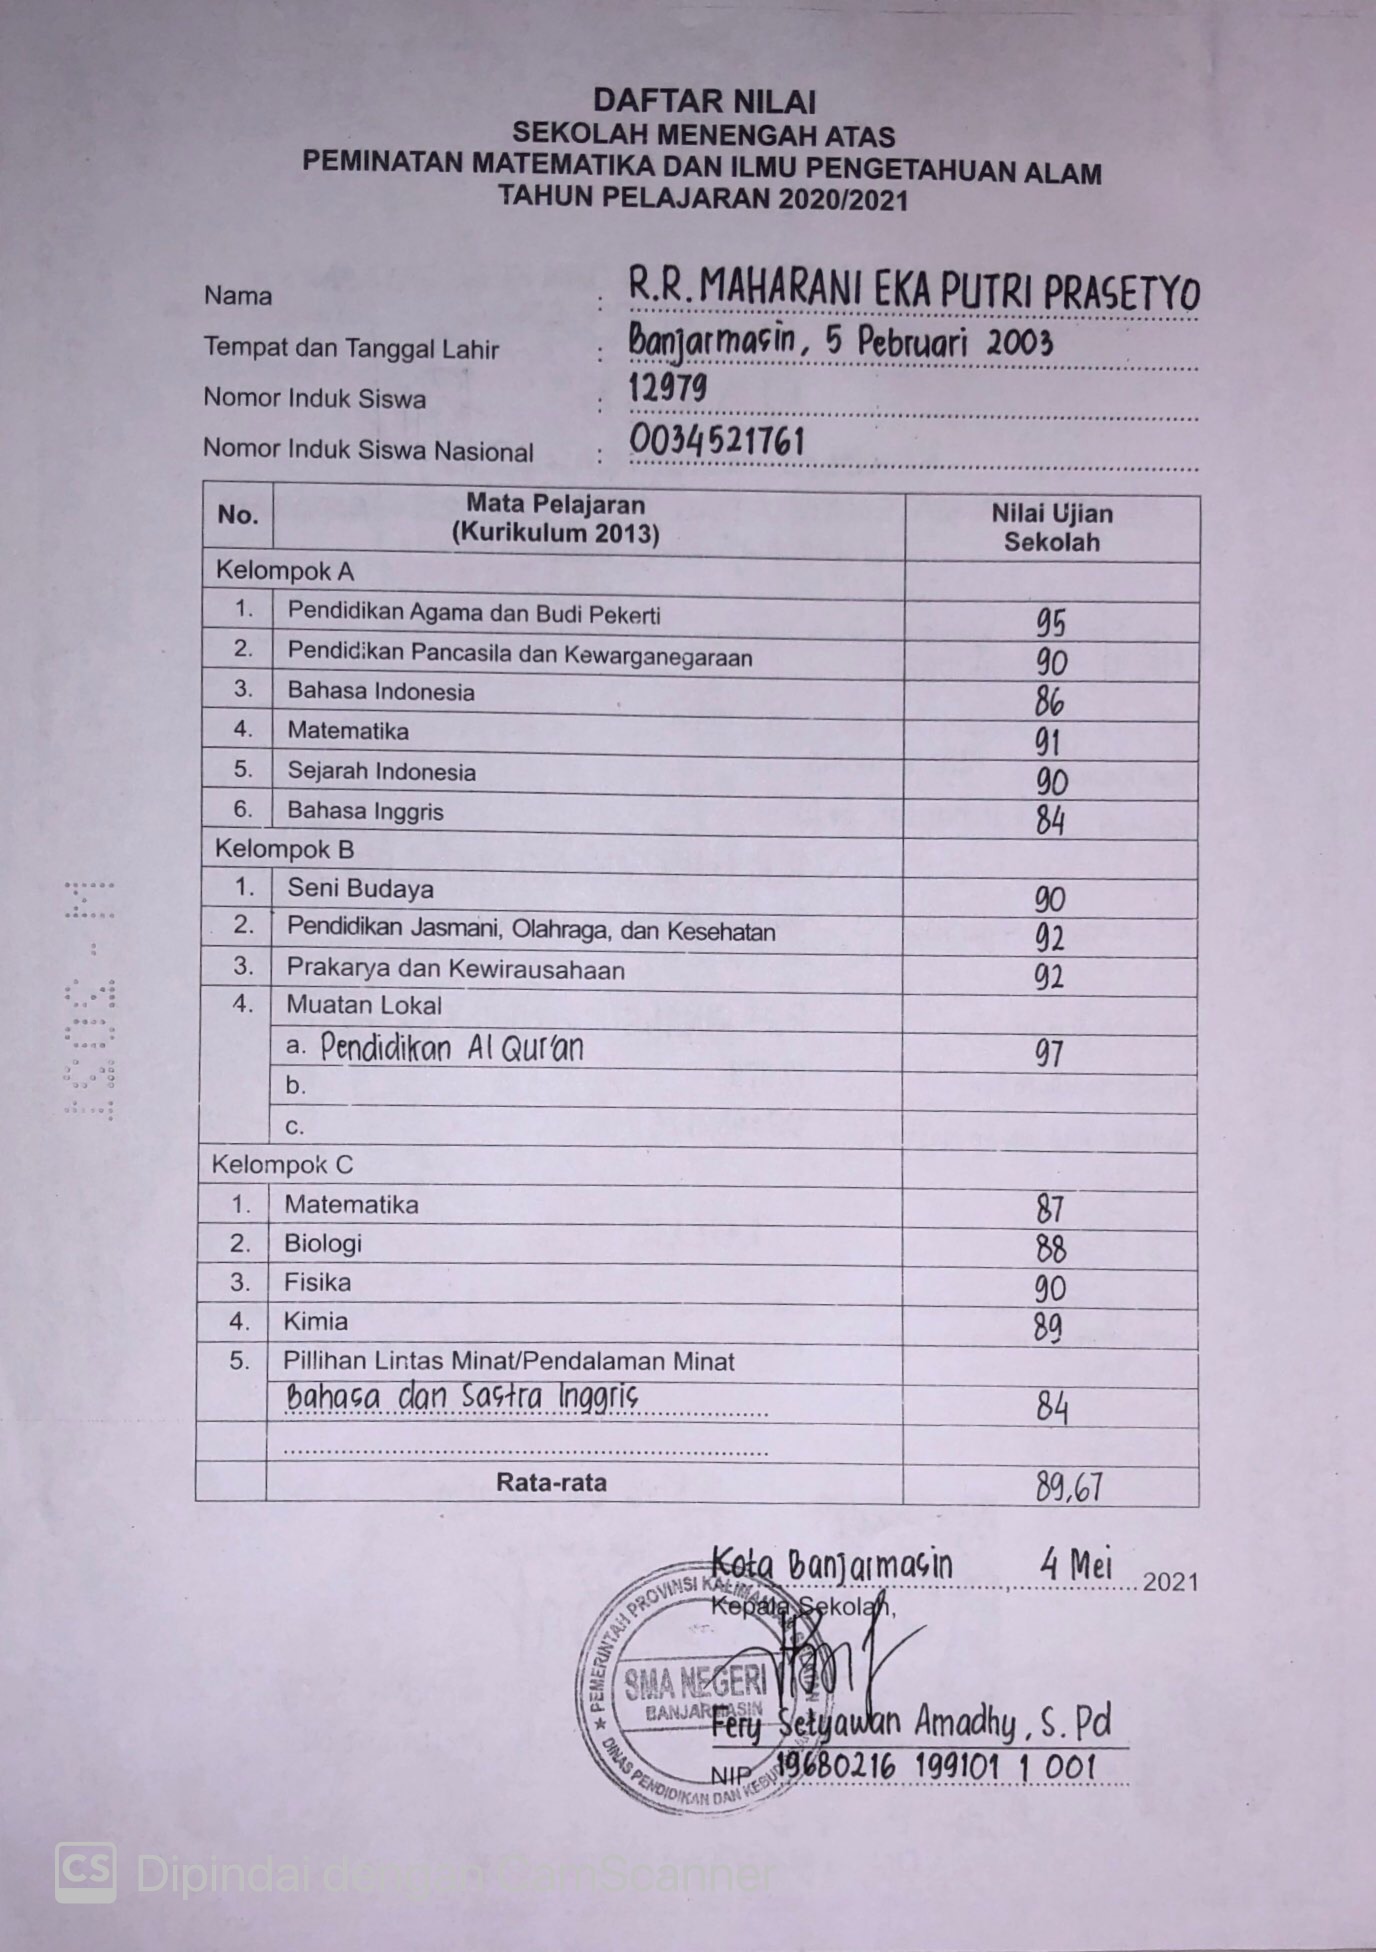 DAFTAR NILAI
SEKOLAH MENENGAH ATAS
PEMINATAN MATEMATIKA DAN ILMU PENGETAHUAN ALAM
TAHUN PELAJARAN 2020/2021
Nama : R.R. MAHARANI EKA PUTRI PRASETYO
Tempat dan Tanggal Lahir : Banjarmasin, 5 Pebruari 2003
Nomor Induk Siswa : 12979
Nomor Induk Siswa Nasional : 0034521761
No. Mata Pelajaran (Kurikulum 2013) Nilai Ujian Sekolah
Kelompok A
1. Pendidikan Agama dan Budi Pekerti 95
2. Pendidikan Pancasila dan Kewarganegaraan 90
3. Bahasa Indonesia 86
4. Matematika 91
5. Sejarah Indonesia 90
6. Bahasa Inggris 84
Kelompok B
1. Seni Budaya 90
2. Pendidikan Jasmani, Olahraga, dan Kesehatan 92
3. Prakarya dan Kewirausahaan 92
4. Muatan Lokal
a. Pendidikan Al Qur'an 97
b.
c.
Kelompok C
1. Matematika 87
2. Biologi 88
3. Fisika 90
4. Kimia 89
5. Pillihan Lintas Minat/Pendalaman Minat
Bahasa dan Sastra Inggris 84
Rata-rata 89,67
Kota Banjarmasin, 4 Mei 2021
Kepala Sekolah,
PEMERINTAH PROVINSI KALIMANTAN SELATAN
SMA NEGERI
BANJARMASIN
DINAS PENDIDIKAN DAN
Fery Setyawan Amadhy, S.Pd
NIP 19680216 199101 1 001
CS Dipindai dengan CamScanner